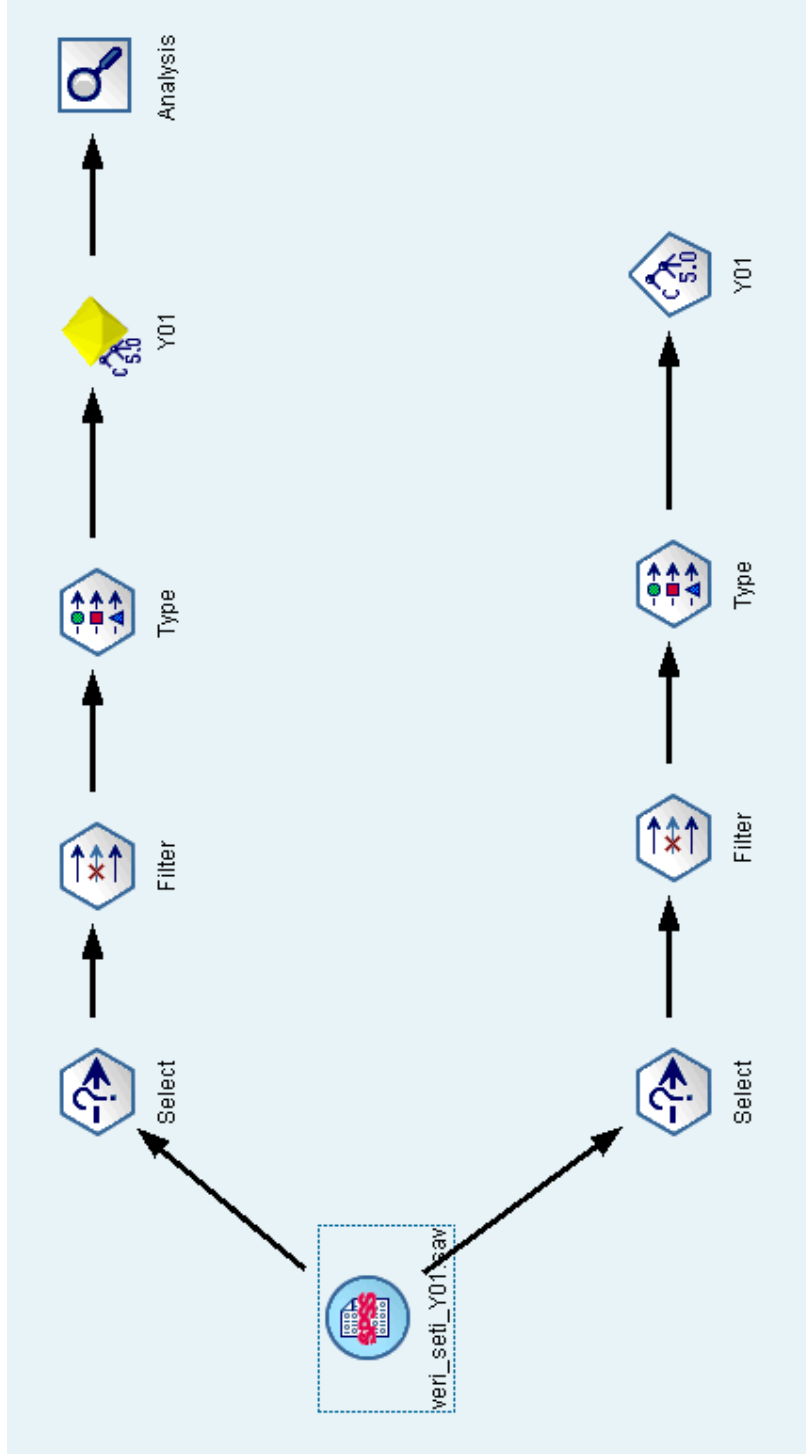 Analysis
Y01
C 5.0
Type
Filter
Select
SPSS
veri_seti_Y01.sav
Select
Filter
Type
C 5.0
Y01